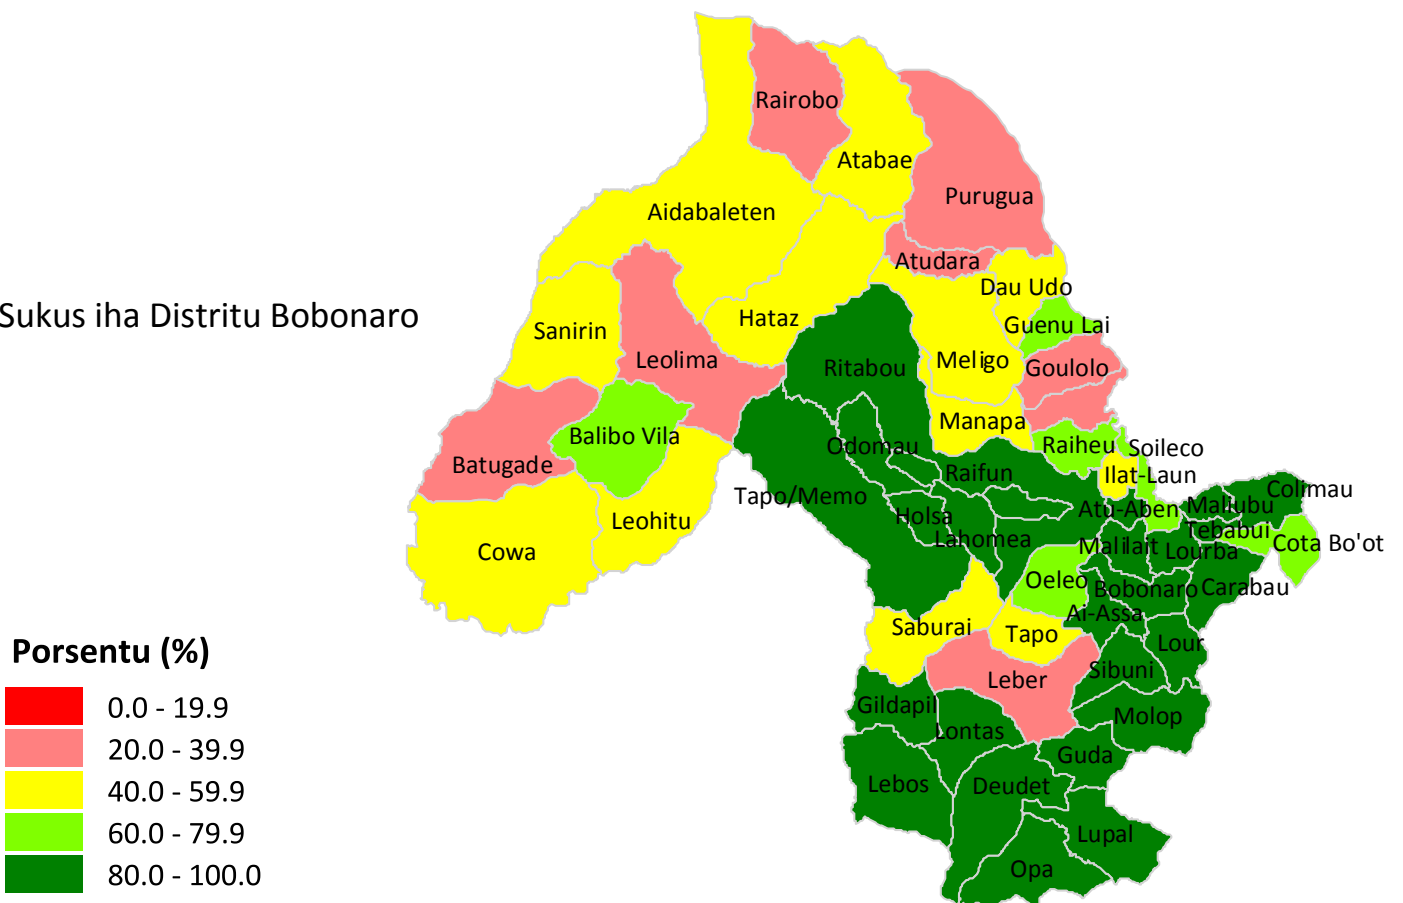 Rairobo
Atabae
Purugua
Aidabaleten
Atudara
Dau Udo
Sukus iha Distritu Bobonaro
Sanirin
Hataz
Guenu Lai
Leolima
Ritabou
Meligo
Goulolo
Manapa
Balibo Vila
Odomau
Raiheu
Soileco
Batugade
Raifun
Ilat-Laun
Tapo/Memo
Colimau
Leohitu
Holsa
Atu-Aben
Maliubu
Lahomea
Tebabui
Cowa
Malilait
Lourba
Cota Bo'ot
Oeleo
Bobonaro
Carabau
Ai-Assa
Saburai
Tapo
Lour
Porsentu (%)
Leber
Sibuni
0.0 - 19.9
Gildapil
Molop
20.0 - 39.9
Lontas
Guda
40.0 - 59.9
Lebos
Deudet
60.0 - 79.9
Lupal
80.0 - 100.0
Opa